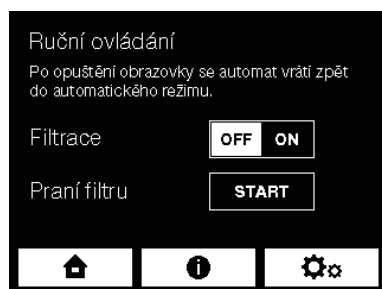 Ruční ovládání
Po opuštění obrazovky se automat vrátí zpět
do automatického režimu.
Filtrace OFF ON
Praní filtru START